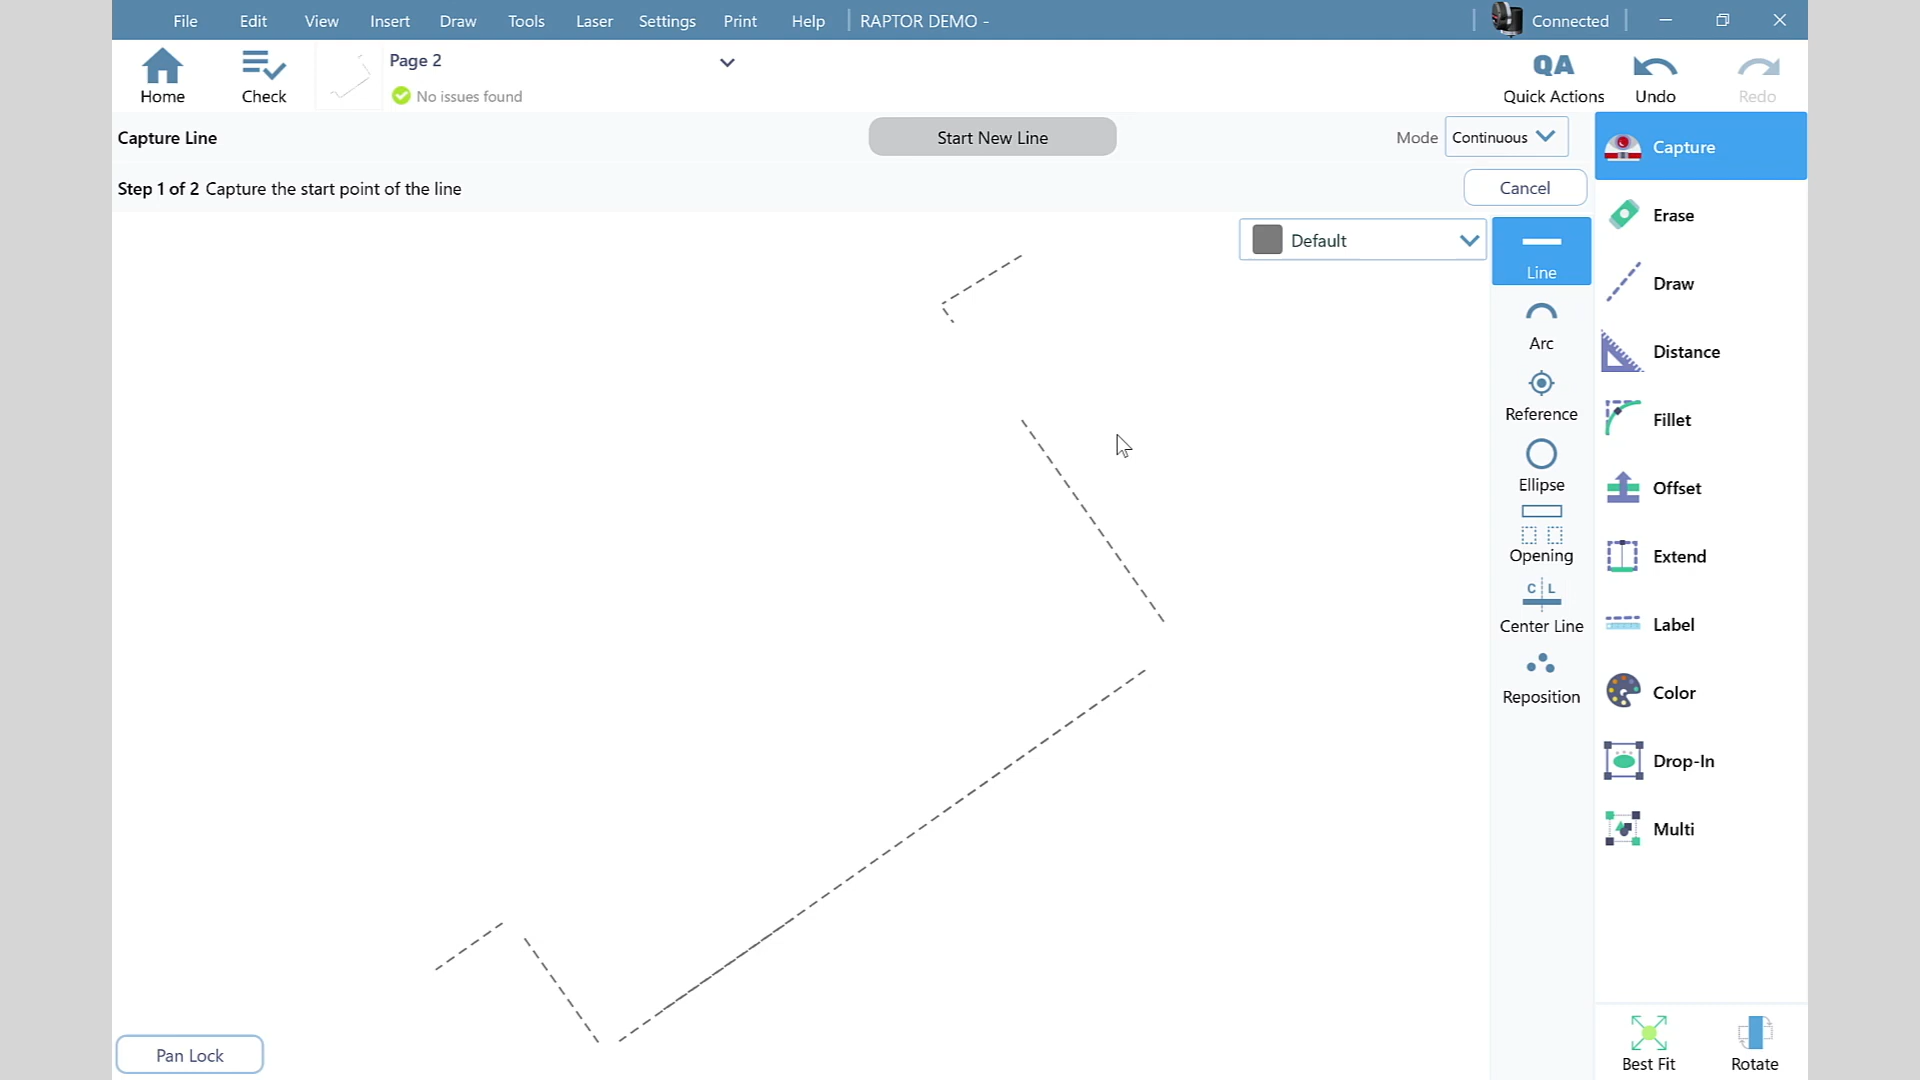 File Edit View Insert Draw Tools Laser Settings Print Help RAPTOR DEMO - Connected
Home
Check
Page 2
No issues found
QA
Quick Actions
Undo
Redo
Capture Line
Start New Line
Mode Continuous
Step 1 of 2 Capture the start point of the line
Cancel
Default
Line
Arc
Reference
Ellipse
Opening
C L
Center Line
Reposition
Capture
Erase
Draw
Distance
Fillet
Offset
Extend
Label
Color
Drop-In
Multi
Pan Lock
Best Fit
Rotate